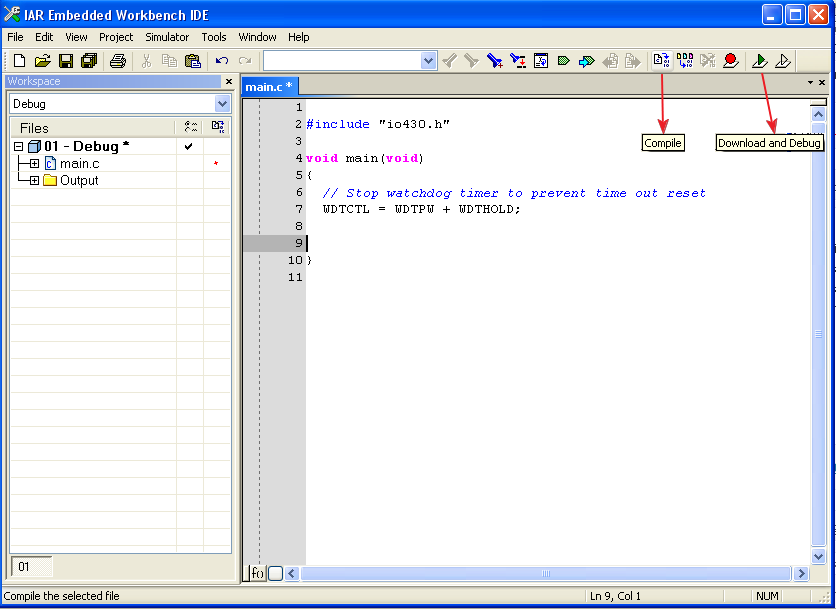 IAR Embedded Workbench IDE
File Edit View Project Simulator Tools Window Help
Workspace
Debug
Files
01 - Debug *
main.c
Output
01
main.c *
1
2 #include "io430.h"
3
4 void main(void)
5 {
6 // Stop watchdog timer to prevent time out reset
7 WDTCTL = WDTPW + WDTHOLD;
8
9
10 }
11
Compile
Download and Debug
f()
Compile the selected file
Ln 9, Col 1
NUM